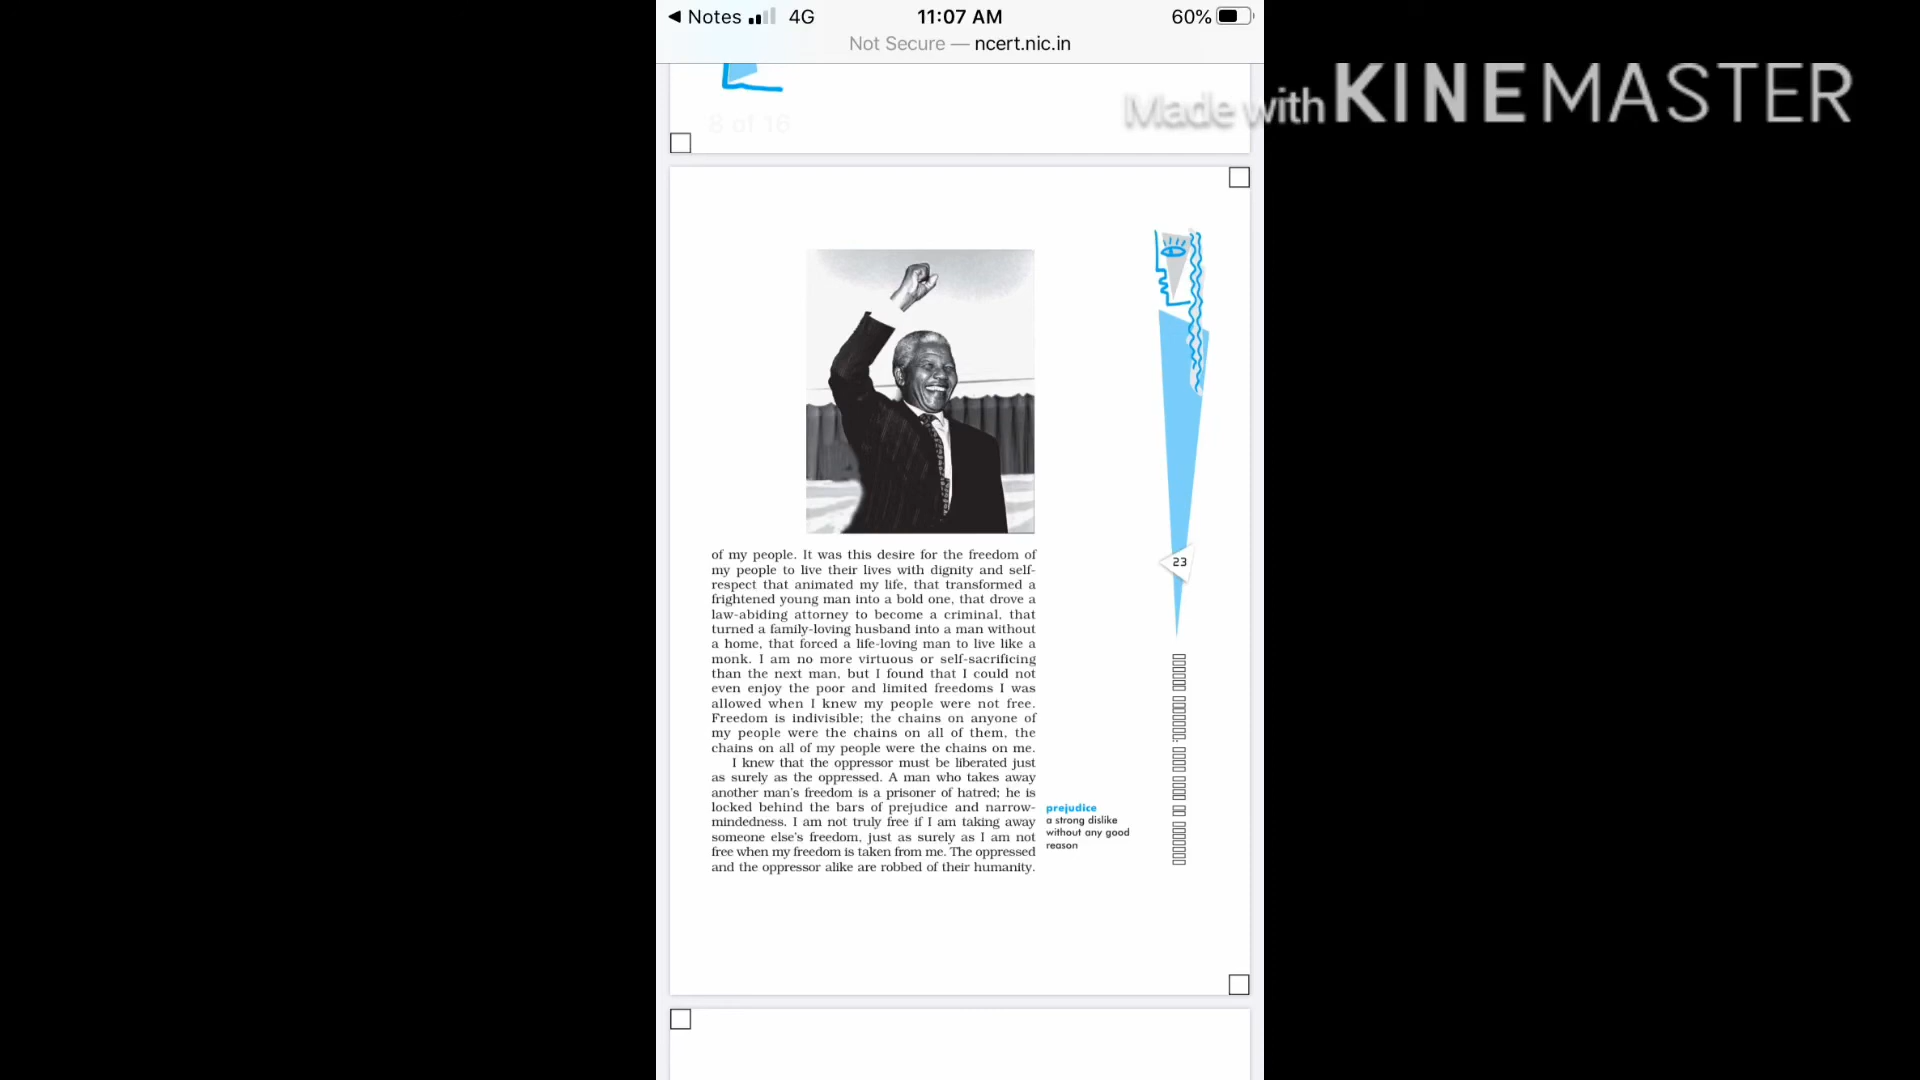 Notes 4G 11:07 AM 60%
Not Secure — ncert.nic.in
Made with KINEMASTER
8 of 16
of my people. It was this desire for the freedom of
my people to live their lives with dignity and self-
respect that animated my life, that transformed a
frightened young man into a bold one, that drove a
law-abiding attorney to become a criminal, that
turned a family-loving husband into a man without
a home, that forced a life-loving man to live like a
monk. I am no more virtuous or self-sacrificing
than the next man, but I found that I could not
even enjoy the poor and limited freedoms I was
allowed when I knew my people were not free.
Freedom is indivisible; the chains on anyone of
my people were the chains on all of them, the
chains on all of my people were the chains on me.
I knew that the oppressor must be liberated just
as surely as the oppressed. A man who takes away
another man's freedom is a prisoner of hatred; he is
locked behind the bars of prejudice and narrow-
mindedness. I am not truly free if I am taking away
someone else's freedom, just as surely as I am not
free when my freedom is taken from me. The oppressed
and the oppressor alike are robbed of their humanity.
prejudice
a strong dislike
without any good
reason
23